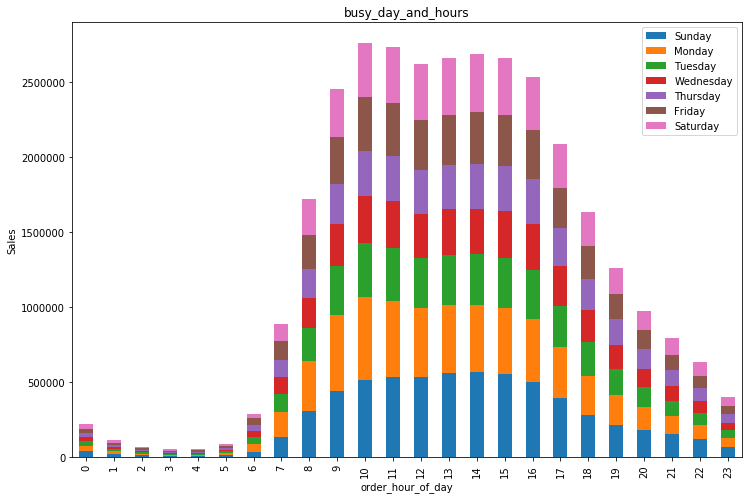 busy_day_and_hours
Sunday
Monday
Tuesday
Wednesday
Thursday
Friday
Saturday
Sales
2500000
2000000
1500000
1000000
500000
0
0 1 2 3 4 5 6 7 8 9 10 11 12 13 14 15 16 17 18 19 20 21 22 23
order_hour_of_day